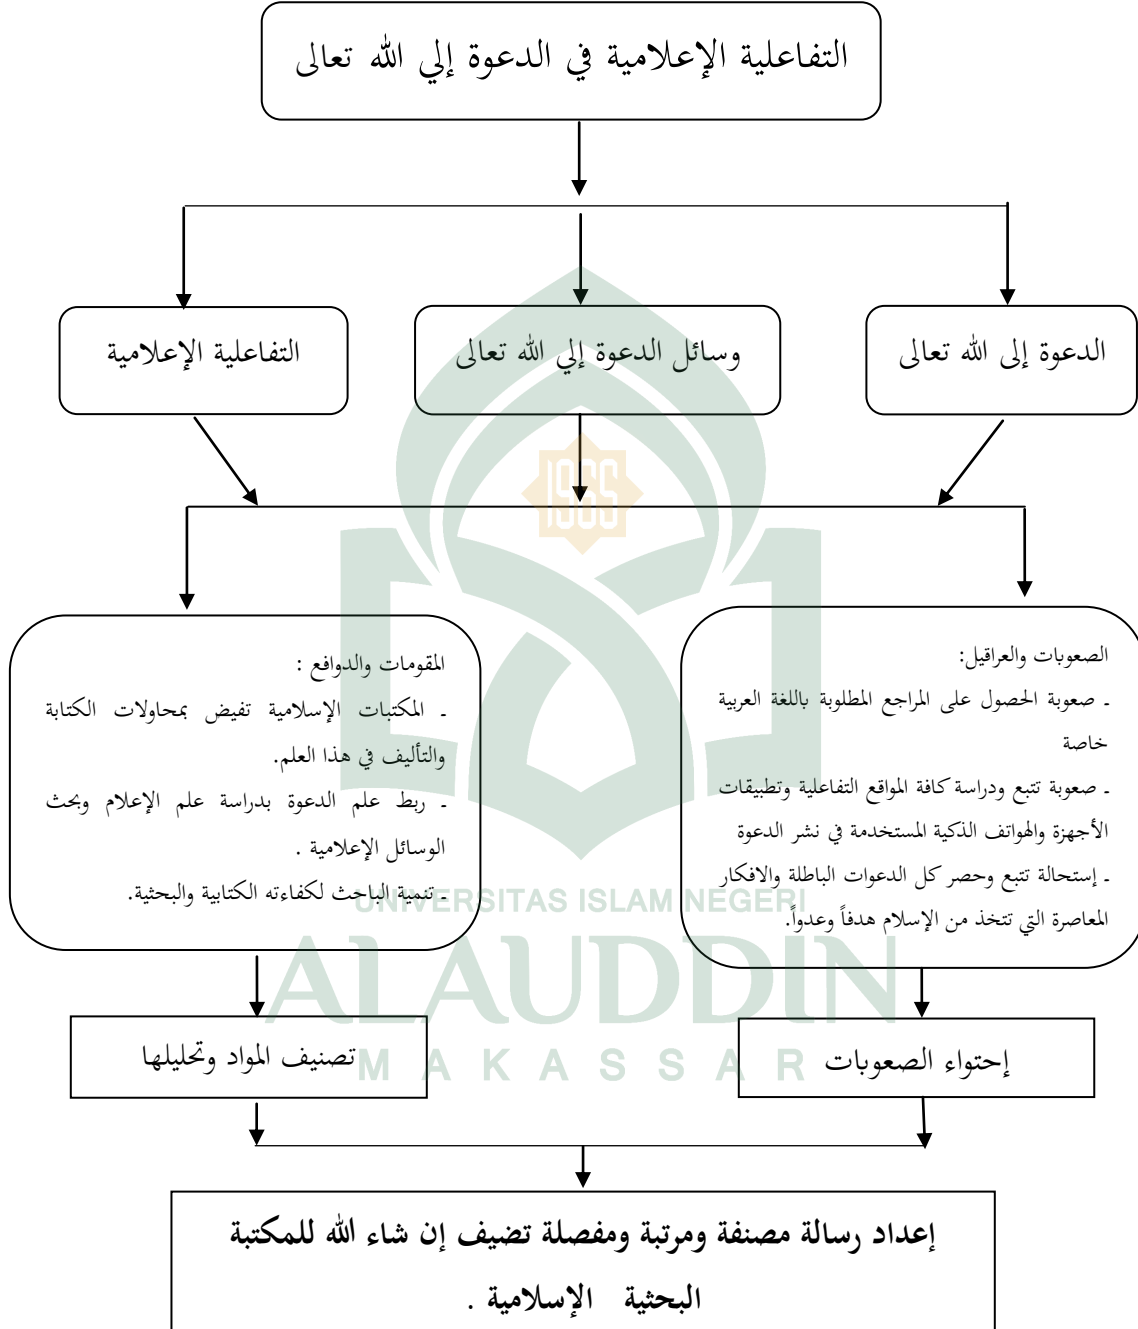 التفاعلية الإعلامية في الدعوة إلي الله تعالى
الدعوة إلى الله تعالى
وسائل الدعوة إلي الله تعالى
التفاعلية الإعلامية
1965
الصعوبات والعراقيل:
ـ صعوبة الحصول على المراجع المطلوبة باللغة العربية
خاصة
ـ صعوبة تتبع ودراسة كافة المواقع التفاعلية وتطبيقات
الأجهزة والهواتف الذكية المستخدمة في نشر الدعوة
ـ إستحالة تتبع وحصر كل الدعوات الباطلة والافكار
المعاصرة التي تتخذ من الإسلام هدفاً وعدواً.
المقومات والدوافع :
ـ المكتبات الإسلامية تفيض بمحاولات الكتابة
والتأليف في هذا العلم.
ـ ربط علم الدعوة بدراسة علم الإعلام وبحث
الوسائل الإعلامية .
ـ تنمية الباحث لكفاءته الكتابية والبحثية.
UNIVERSITAS ISLAM NEGERI
ALAUDDIN
MAKASSAR
إحتواء الصعوبات
تصنيف المواد وتحليلها
إعداد رسالة مصنفة ومرتبة ومفصلة تضيف إن شاء الله للمكتبة
البحثية الإسلامية .